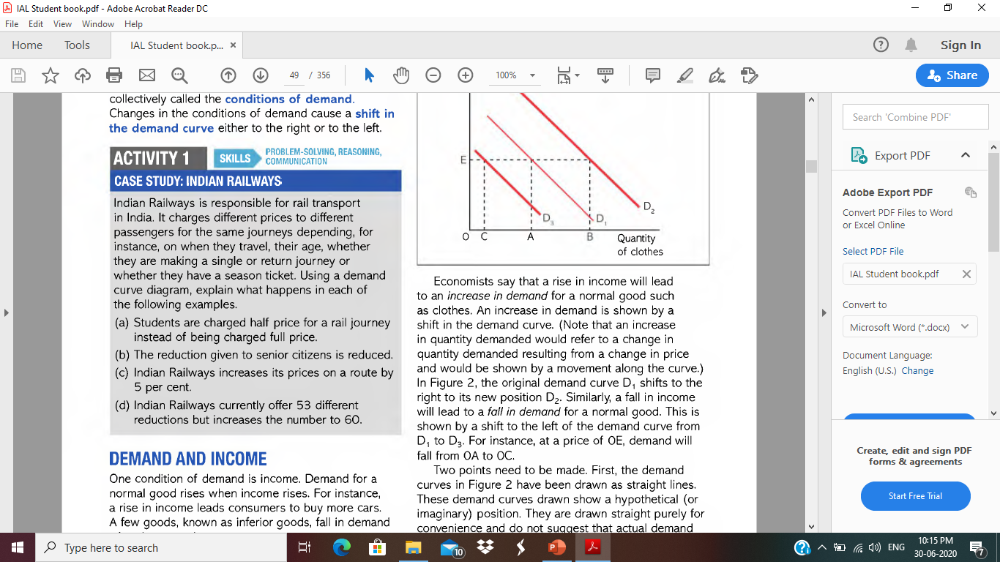 IAL Student book.pdf - Adobe Acrobat Reader DC
File Edit View Window Help
Home Tools IAL Student book.p... ×
? Sign In
49 / 356 100% Share
collectively called the conditions of demand.
Changes in the conditions of demand cause a shift in
the demand curve either to the right or to the left.
ACTIVITY 1 SKILLS PROBLEM-SOLVING, REASONING,
COMMUNICATION
CASE STUDY: INDIAN RAILWAYS
Indian Railways is responsible for rail transport
in India. It charges different prices to different
passengers for the same journeys depending, for
instance, on when they travel, their age, whether
they are making a single or return journey or
whether they have a season ticket. Using a demand
curve diagram, explain what happens in each of
the following examples.
(a) Students are charged half price for a rail journey
instead of being charged full price.
(b) The reduction given to senior citizens is reduced.
(c) Indian Railways increases its prices on a route by
5 per cent.
(d) Indian Railways currently offer 53 different
reductions but increases the number to 60.
DEMAND AND INCOME
One condition of demand is income. Demand for a
normal good rises when income rises. For instance,
a rise in income leads consumers to buy more cars.
A few goods, known as inferior goods, fall in demand
E
D₃ D₁ D₂
O C A B Quantity
of clothes
Economists say that a rise in income will lead
to an increase in demand for a normal good such
as clothes. An increase in demand is shown by a
shift in the demand curve. (Note that an increase
in quantity demanded would refer to a change in
quantity demanded resulting from a change in price
and would be shown by a movement along the curve.)
In Figure 2, the original demand curve D₁ shifts to the
right to its new position D₂. Similarly, a fall in income
will lead to a fall in demand for a normal good. This is
shown by a shift to the left of the demand curve from
D₁ to D₃. For instance, at a price of OE, demand will
fall from OA to OC.
Two points need to be made. First, the demand
curves in Figure 2 have been drawn as straight lines.
These demand curves drawn show a hypothetical (or
imaginary) position. They are drawn straight purely for
convenience and do not suggest that actual demand
Search 'Combine PDF'
Export PDF
Adobe Export PDF
Convert PDF Files to Word
or Excel Online
Select PDF File
IAL Student book.pdf
Convert to
Microsoft Word (*.docx)
Document Language:
English (U.S.) Change
Create, edit and sign PDF
forms & agreements
Start Free Trial
Type here to search
10
ENG
10:15 PM
30-06-2020
7